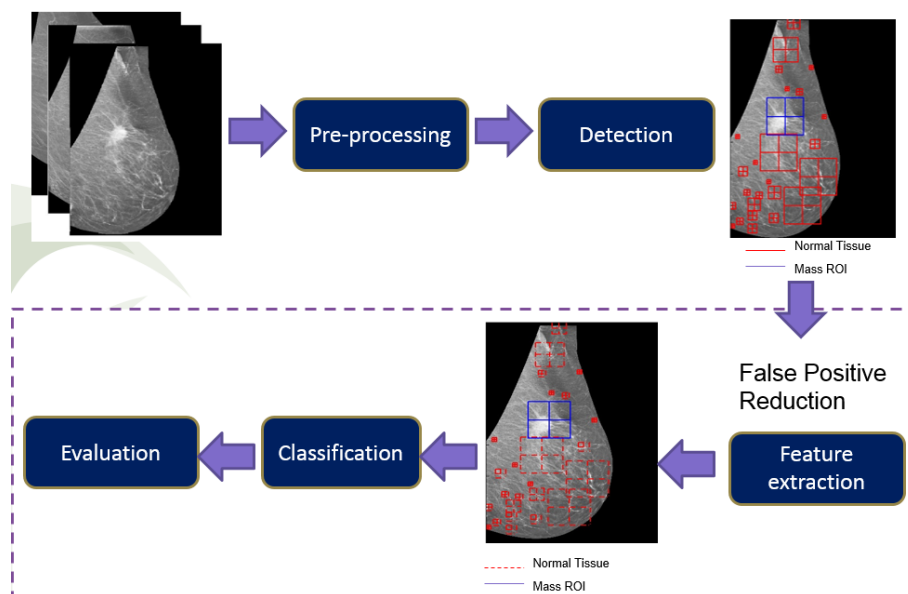 Pre-processing
Detection
Normal Tissue
Mass ROI
False Positive
Reduction
Feature
extraction
Classification
Evaluation
Normal Tissue
Mass ROI